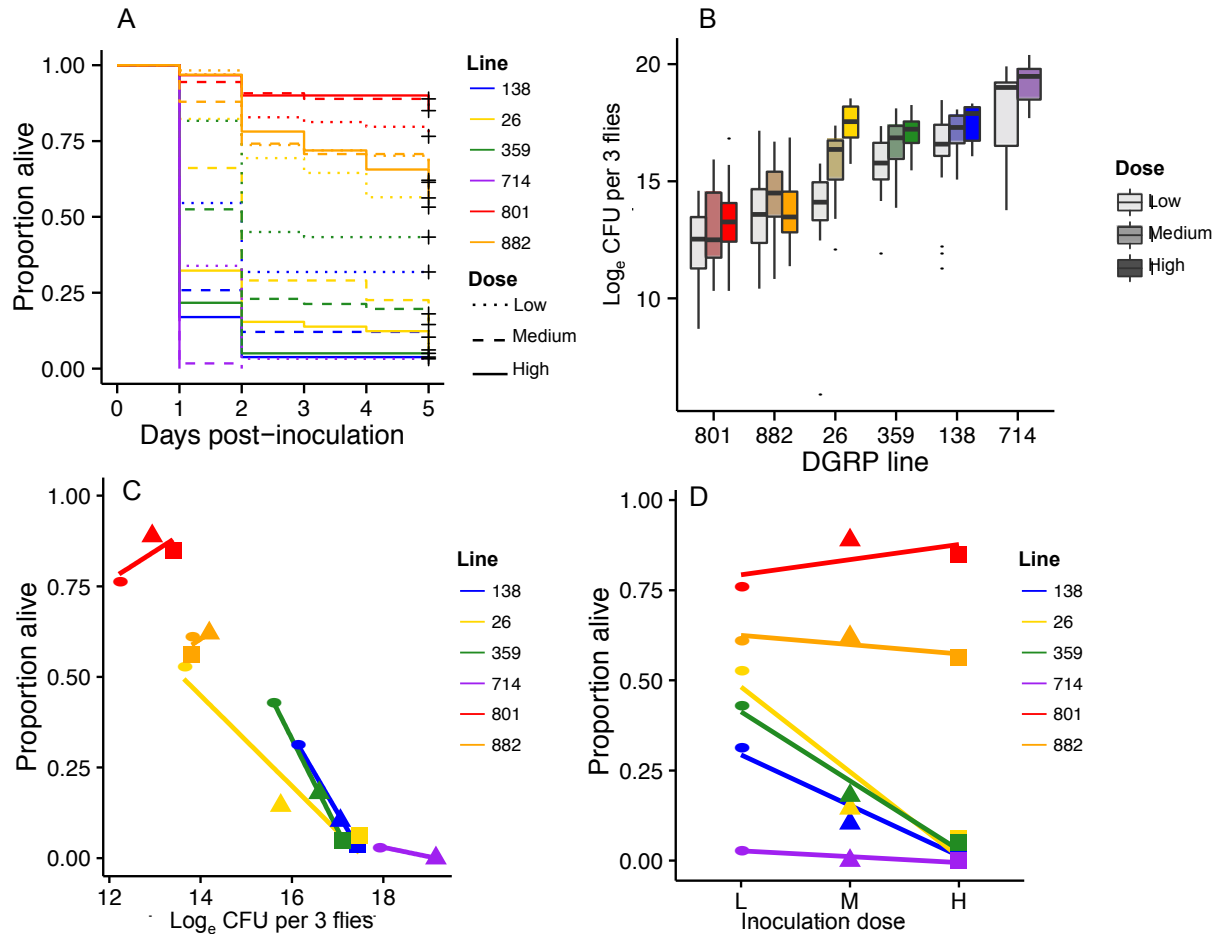 A
Proportion alive
1.00
0.75
0.50
0.25
0.00
0 1 2 3 4 5
Days post−inoculation
Line
138
26
359
714
801
882
Dose
Low
Medium
High
B
Logₑ CFU per 3 flies
20
15
10
801 882 26 359 138 714
DGRP line
Dose
Low
Medium
High
C
Proportion alive
1.00
0.75
0.50
0.25
0.00
12 14 16 18
Logₑ CFU per 3 flies
Line
138
26
359
714
801
882
D
Proportion alive
1.00
0.75
0.50
0.25
0.00
L M H
Inoculation dose
Line
138
26
359
714
801
882